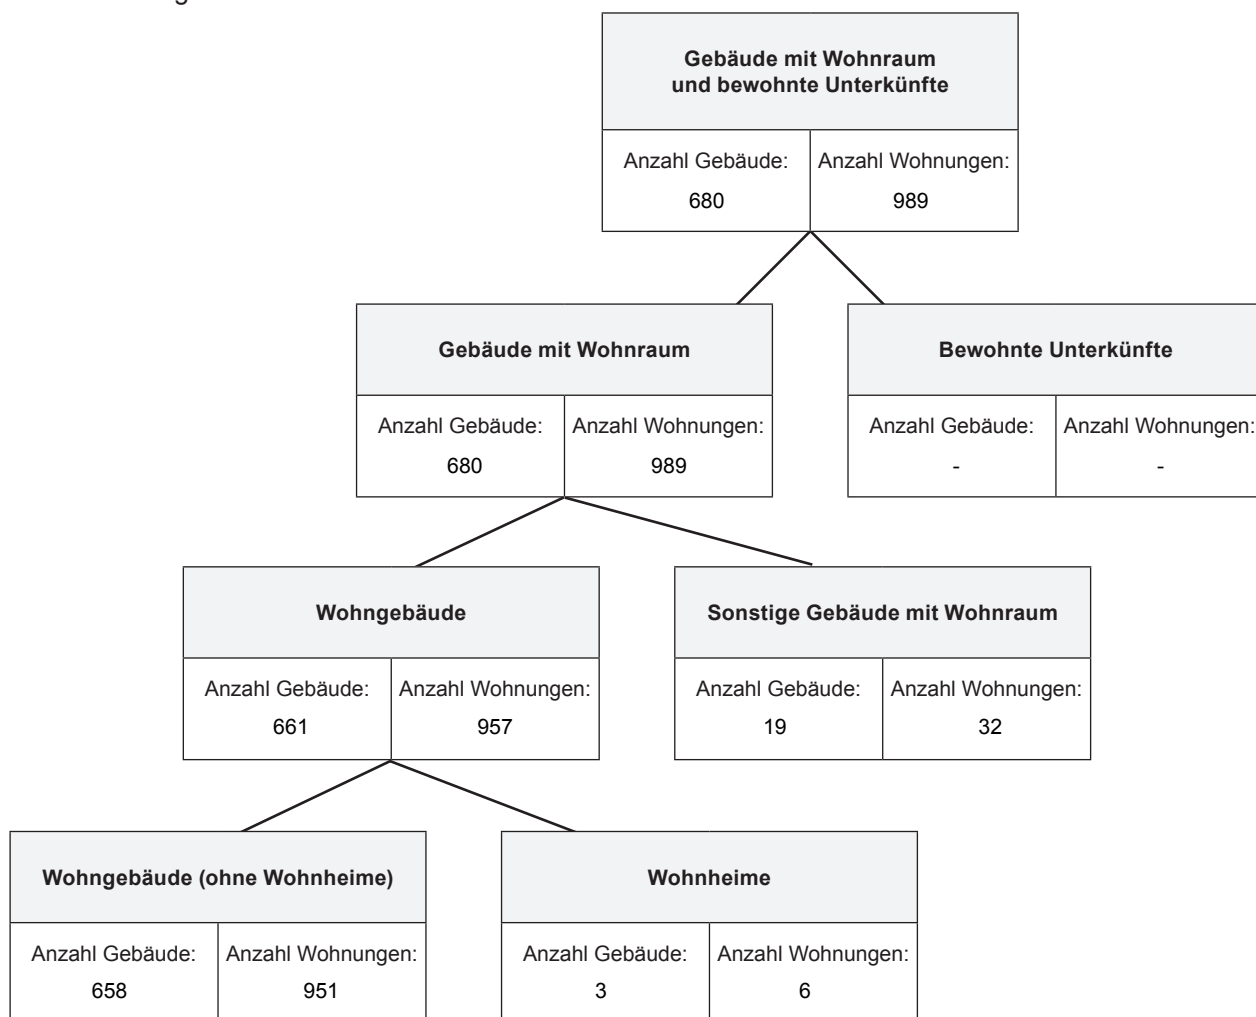 Gebäude mit Wohnraum
und bewohnte Unterkünfte
Anzahl Gebäude: Anzahl Wohnungen:
680 989
Gebäude mit Wohnraum
Anzahl Gebäude: Anzahl Wohnungen:
680 989
Bewohnte Unterkünfte
Anzahl Gebäude: Anzahl Wohnungen:
- -
Wohngebäude
Anzahl Gebäude: Anzahl Wohnungen:
661 957
Sonstige Gebäude mit Wohnraum
Anzahl Gebäude: Anzahl Wohnungen:
19 32
Wohngebäude (ohne Wohnheime)
Anzahl Gebäude: Anzahl Wohnungen:
658 951
Wohnheime
Anzahl Gebäude: Anzahl Wohnungen:
3 6